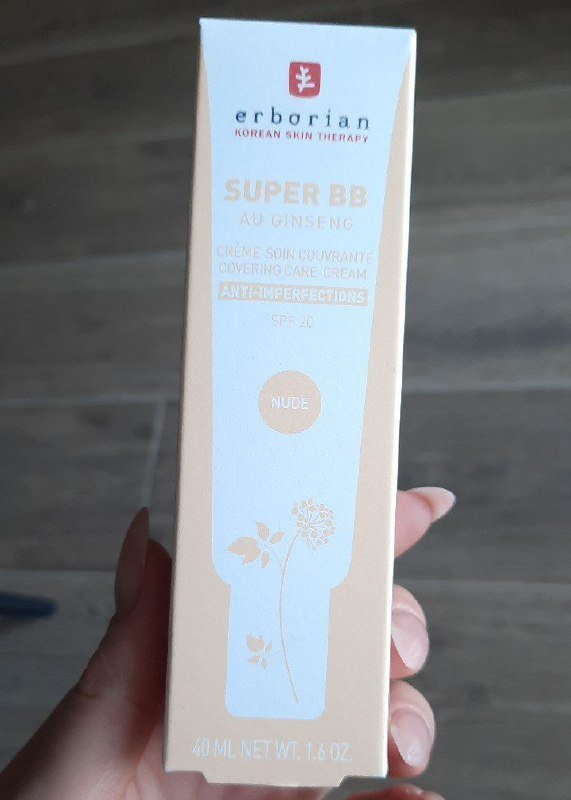 erborian
KOREAN SKIN THERAPY
SUPER BB
AU GINSENG
CRÈME-SOIN COUVRANTE
COVERING CARE-CREAM
ANTI-IMPERFECTIONS
SPF 20
NUDE
40 ML NET WT. 1.6 OZ.